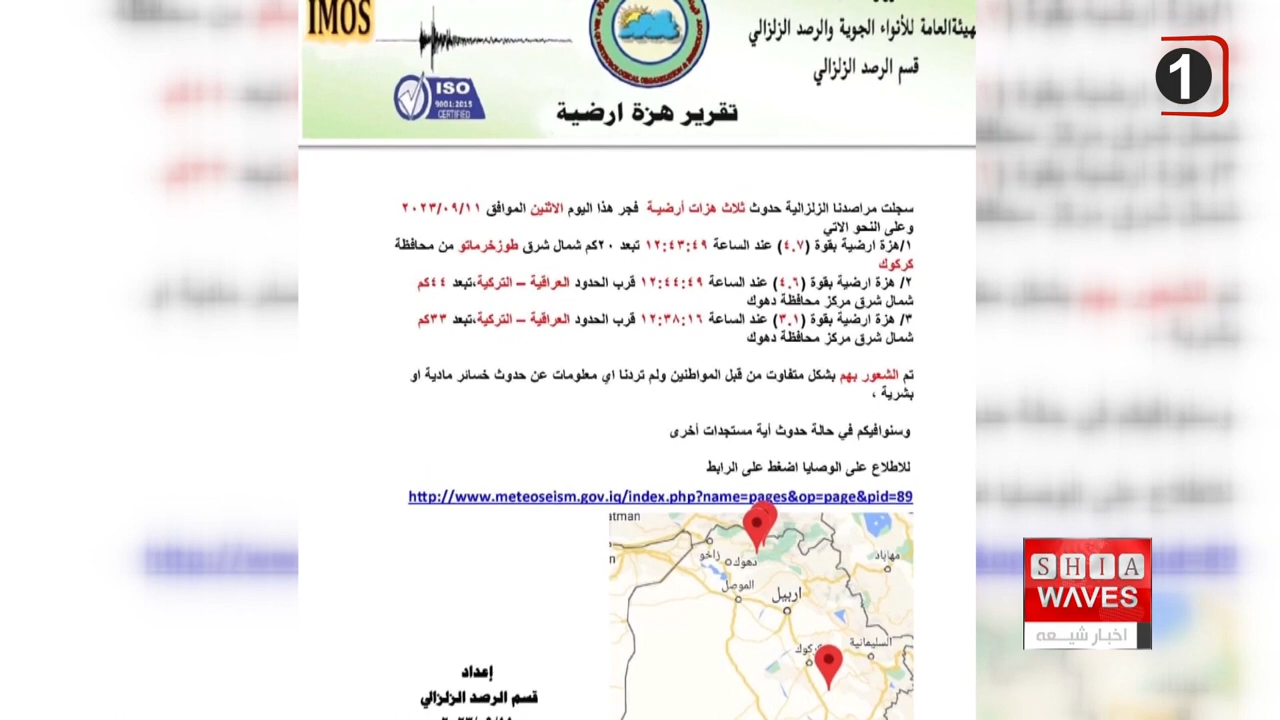 IMOS
ISO
9001:2015
CERTIFIED
العامة للأنواء الجوية والرصد الزلزالي
قسم الرصد الزلزالي
تقرير هزة ارضية
1
سجلت مراصدنا الزلزالية حدوث ثلاث هزات أرضية فجر هذا اليوم الاثنين الموافق ٢٠٢٣/٠٩/١١
وعلى النحو الاتي
١/هزة ارضية بقوة (٤.٧) عند الساعة ١٢:٤٣:٤٩ تبعد ٢٠كم شمال شرق طوزخرماتو من محافظة
كركوك
٢/ هزة ارضية بقوة (٤.٦) عند الساعة ١٢:٤٤:٤٩ قرب الحدود العراقية – التركية،تبعد ٤٤كم
شمال شرق مركز محافظة دهوك
٣/ هزة ارضية بقوة (٣.١) عند الساعة ١٢:٣٨:١٦ قرب الحدود العراقية – التركية،تبعد ٣٣كم
شمال شرق مركز محافظة دهوك
تم الشعور بهم بشكل متفاوت من قبل المواطنين ولم تردنا اي معلومات عن حدوث خسائر مادية او
بشرية ،
وسنوافيكم في حالة حدوث أية مستجدات أخرى
للاطلاع على الوصايا اضغط على الرابط
http://www.meteoseism.gov.iq/index.php?name=pages&op=page&pid=89
atman
زاخو
دهوك
مهاباد
الموصل
اربيل
السليمانية
كركوك
إعداد
قسم الرصد الزلزالي
SHIA
WAVES
اخبار شيعه